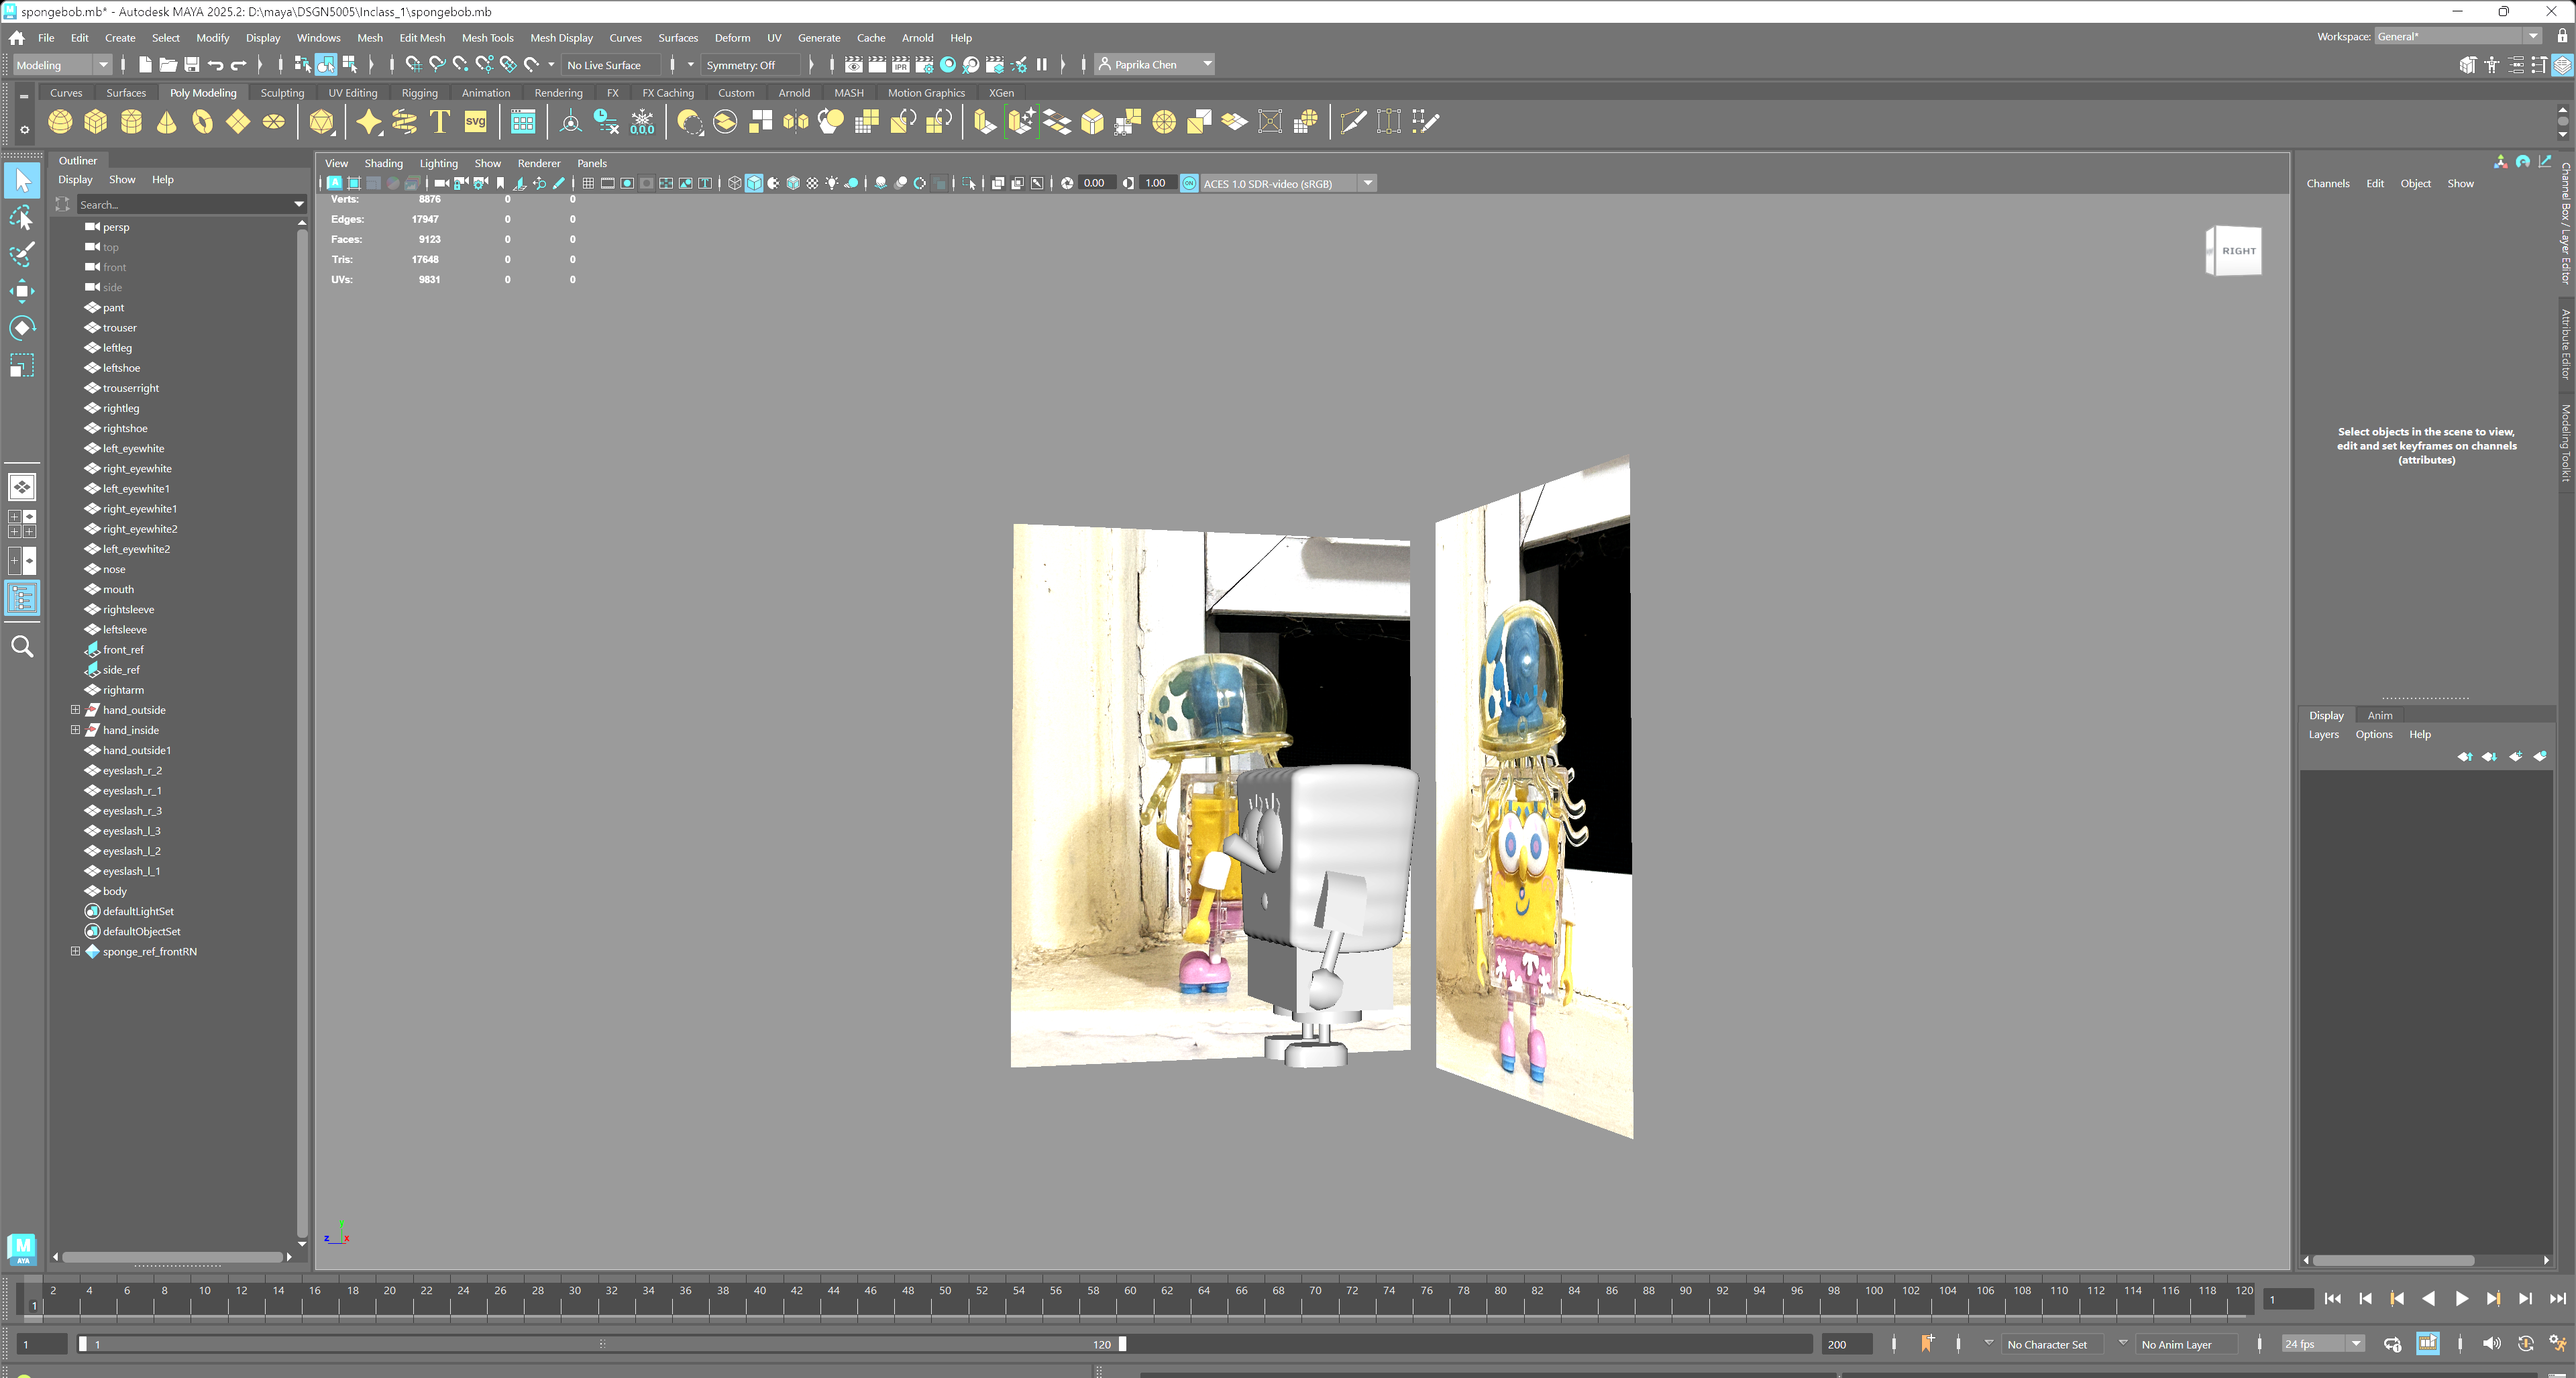 spongebob.mb* - Autodesk MAYA 2025.2: D:\maya\DSGN5005\Inclass_1\spongebob.mb
File Edit Create Select Modify Display Windows Mesh Edit Mesh Mesh Tools Mesh Display Curves Surfaces Deform UV Generate Cache Arnold Help
Workspace: General*
Modeling
No Live Surface
Symmetry: Off
IPR
Paprika Chen
Curves Surfaces Poly Modeling Sculpting UV Editing Rigging Animation Rendering FX FX Caching Custom Arnold MASH Motion Graphics XGen
T
svg
0,0,0
Outliner
Display Show Help
Search...
persp
top
front
side
pant
trouser
leftleg
leftshoe
trouserright
rightleg
rightshoe
left_eyewhite
right_eyewhite
left_eyewhite1
right_eyewhite1
right_eyewhite2
left_eyewhite2
nose
mouth
rightsleeve
leftsleeve
front_ref
side_ref
rightarm
hand_outside
hand_inside
hand_outside1
eyeslash_r_2
eyeslash_r_1
eyeslash_r_3
eyeslash_l_3
eyeslash_l_2
eyeslash_l_1
body
defaultLightSet
defaultObjectSet
sponge_ref_frontRN
View Shading Lighting Show Renderer Panels
0.00
1.00
ON
ACES 1.0 SDR-video (sRGB)
Verts: 8876 0 0
Edges: 17947 0 0
Faces: 9123 0 0
Tris: 17648 0 0
UVs: 9831 0 0
RIGHT
z x
Channels Edit Object Show
Select objects in the scene to view,
edit and set keyframes on channels
(attributes)
Display Anim
Layers Options Help
Channel Box / Layer Editor
Attribute Editor
Modeling Toolkit
M
AYA
2 4 6 8 10 12 14 16 18 20 22 24 26 28 30 32 34 36 38 40 42 44 46 48 50 52 54 56 58 60 62 64 66 68 70 72 74 76 78 80 82 84 86 88 90 92 94 96 98 100 102 104 106 108 110 112 114 116 118 120
1
1
1
1
120
200
No Character Set
No Anim Layer
24 fps